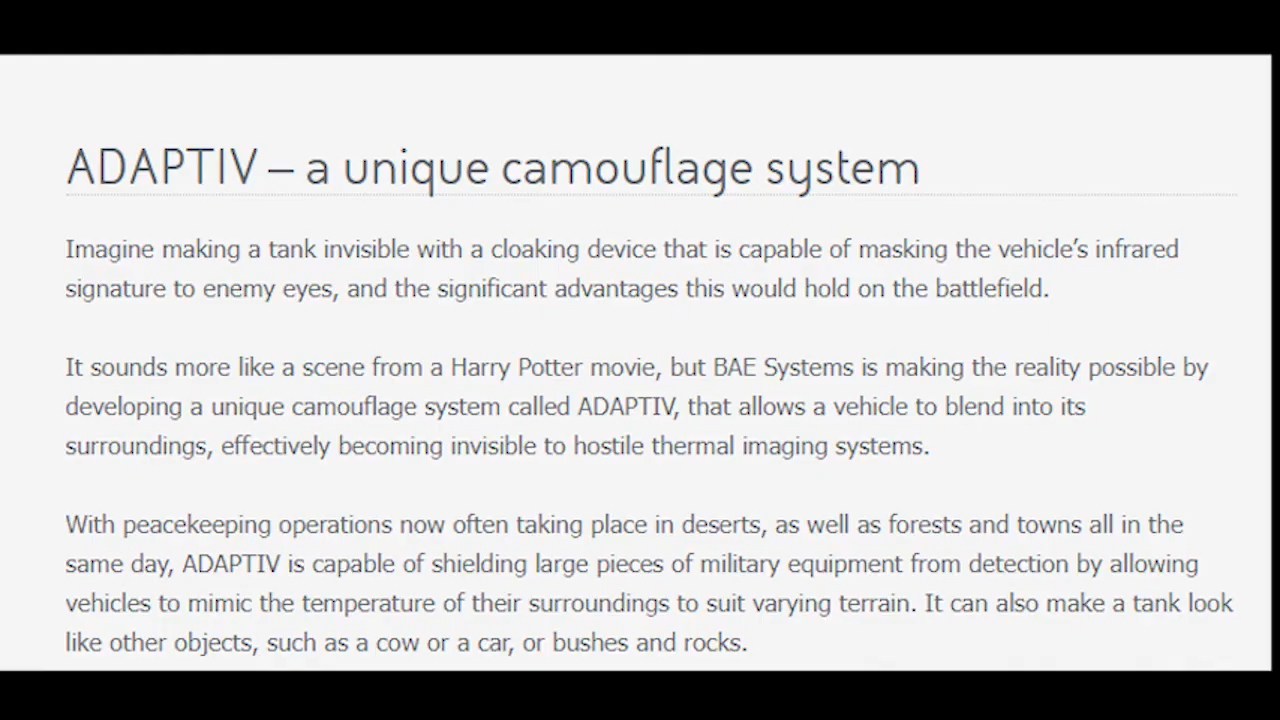 ADAPTIV – a unique camouflage system
Imagine making a tank invisible with a cloaking device that is capable of masking the vehicle’s infrared
signature to enemy eyes, and the significant advantages this would hold on the battlefield.
It sounds more like a scene from a Harry Potter movie, but BAE Systems is making the reality possible by
developing a unique camouflage system called ADAPTIV, that allows a vehicle to blend into its
surroundings, effectively becoming invisible to hostile thermal imaging systems.
With peacekeeping operations now often taking place in deserts, as well as forests and towns all in the
same day, ADAPTIV is capable of shielding large pieces of military equipment from detection by allowing
vehicles to mimic the temperature of their surroundings to suit varying terrain. It can also make a tank look
like other objects, such as a cow or a car, or bushes and rocks.